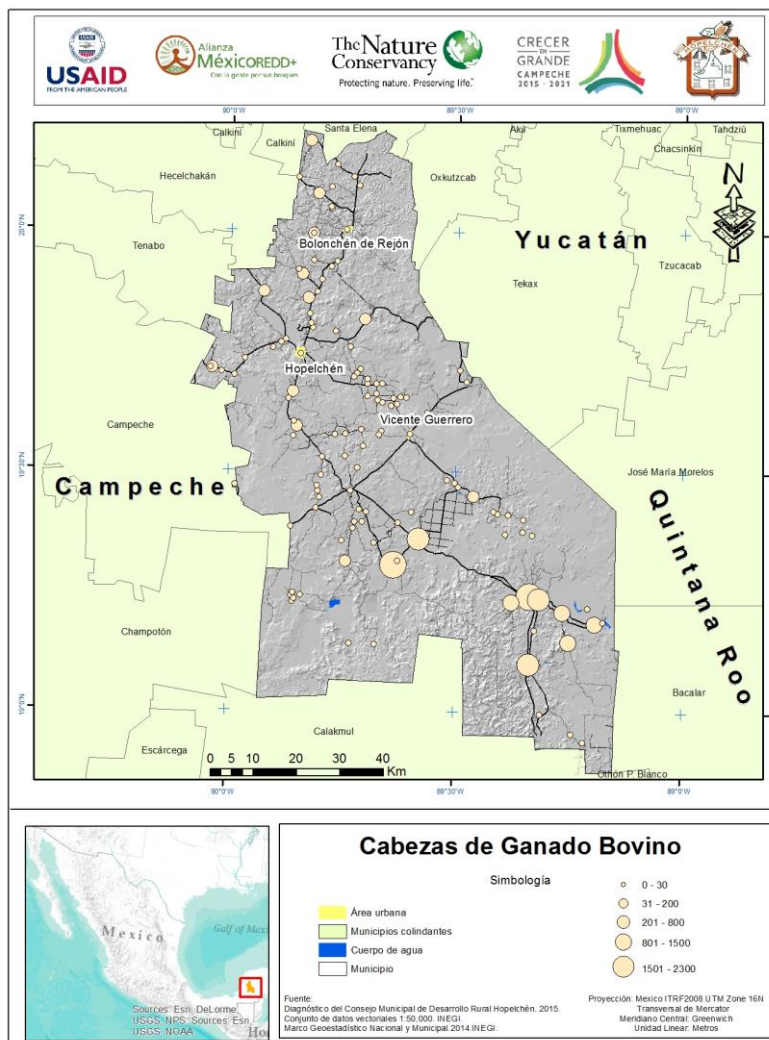 USAID
FROM THE AMERICAN PEOPLE
Alianza
MéxicoREDD+
Con la gente por sus bosques
The Nature
Conservancy
Protecting nature. Preserving life.
CRECER
EN
GRANDE
CAMPECHE
2015 - 2021
HOPELCHÉN
90°0'W
89°30'W
89°0'W
Calkiní
Calkiní
Santa Elena
Akil
Tixmehuac
Tahdziú
Chacsinkín
Hecelchakán
Oxkutzcab
N
20°0'N
Bolonchén de Rejón
Yucatán
Tenabo
Tzucacab
Tekax
Hopelchén
Campeche
Vicente Guerrero
19°30'N
José María Morelos
Campeche
Quintana Roo
Champotón
19°0'N
Bacalar
Calakmul
Escárcega
Othón P. Blanco
0 5 10 20 30 40
Km
90°0'W
89°30'W
89°0'W
Mexico
Gulf of Mexi
Sources: Esri, DeLorme,
USGS, NPS, Sources: Esri,
USGS, NOAA
Hon
Cabezas de Ganado Bovino
Simbología
Área urbana
Municipios colindantes
Cuerpo de agua
Municipio
0 - 30
31 - 200
201 - 800
801 - 1500
1501 - 2300
Fuente:
Diagnóstico del Consejo Municipal de Desarrollo Rural Hopelchén. 2015.
Conjunto de datos vectoriales 1:50,000. INEGI.
Marco Geoestadístico Nacional y Municipal 2014.INEGI.
Proyección: Mexico ITRF2008 UTM Zone 16N
Transversal de Mercator
Meridiano Central: Greenwich
Unidad Linear: Metros